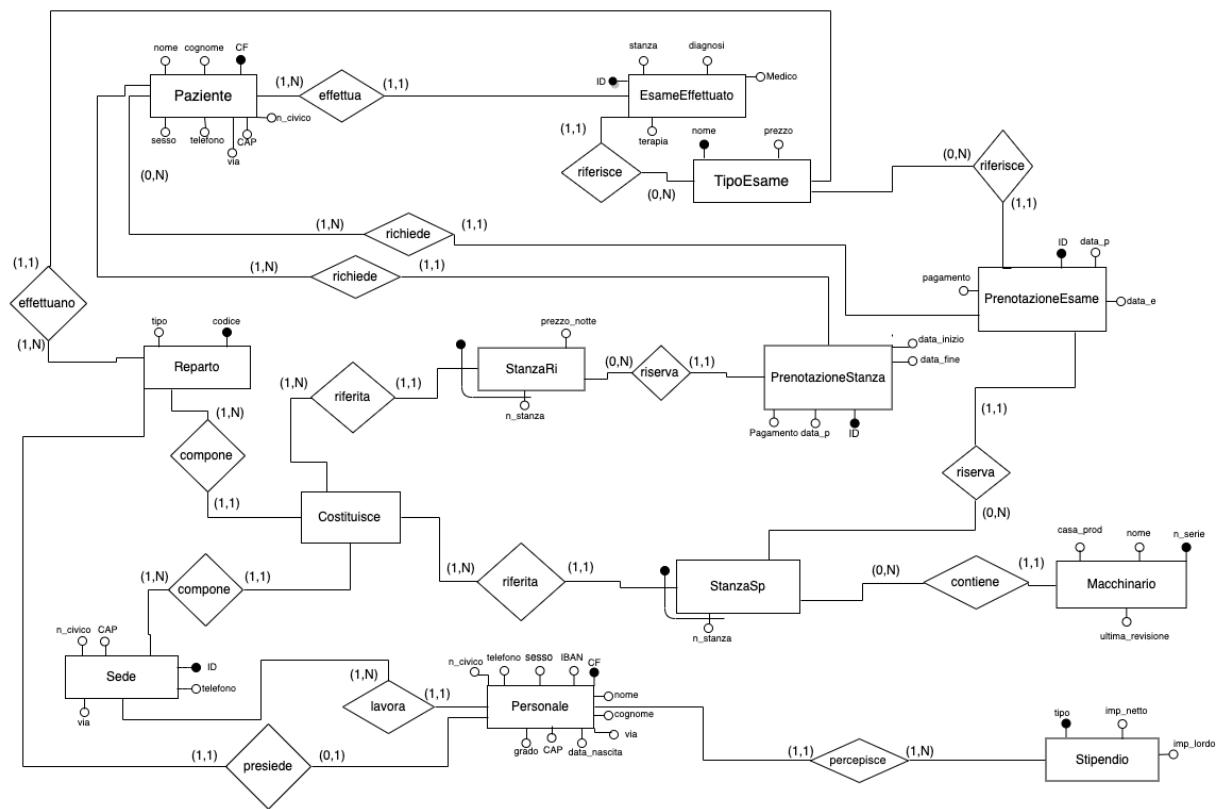 nome cognome CF
stanza diagnosi
ID Medico
Paziente (1,N) effettua (1,1) EsameEffettuato
n_civico
sesso telefono CAP
via
terapia
(1,1)
nome prezzo
(0,N) riferisce (0,N) TipoEsame (0,N) riferisce
(1,1)
(1,N) richiede (1,1)
ID data_p
(1,1) (1,N) richiede (1,1)
pagamento
effettuano PrenotazioneEsame data_e
tipo codice prezzo_notte
(1,N) data_inizio
Reparto StanzaRi (0,N) riserva (1,1) data_fine
(1,N) riferita (1,1) PrenotazioneStanza
(1,N) n_stanza (1,1)
Pagamento data_p ID
compone
riserva
(1,1) Costituisce
(0,N)
casa_prod nome n_serie
(1,N) compone (1,1) (1,N) riferita (1,1) StanzaSp (0,N) contiene (1,1) Macchinario
n_civico CAP n_stanza ultima_revisione
Sede ID
telefono
via
n_civico telefono sesso IBAN CF
(1,N) lavora (1,1) Personale nome
cognome
via
grado CAP data_nascita
tipo imp_netto
imp_lordo
(1,1) presiede (0,1) (1,1) percepisce (1,N) Stipendio